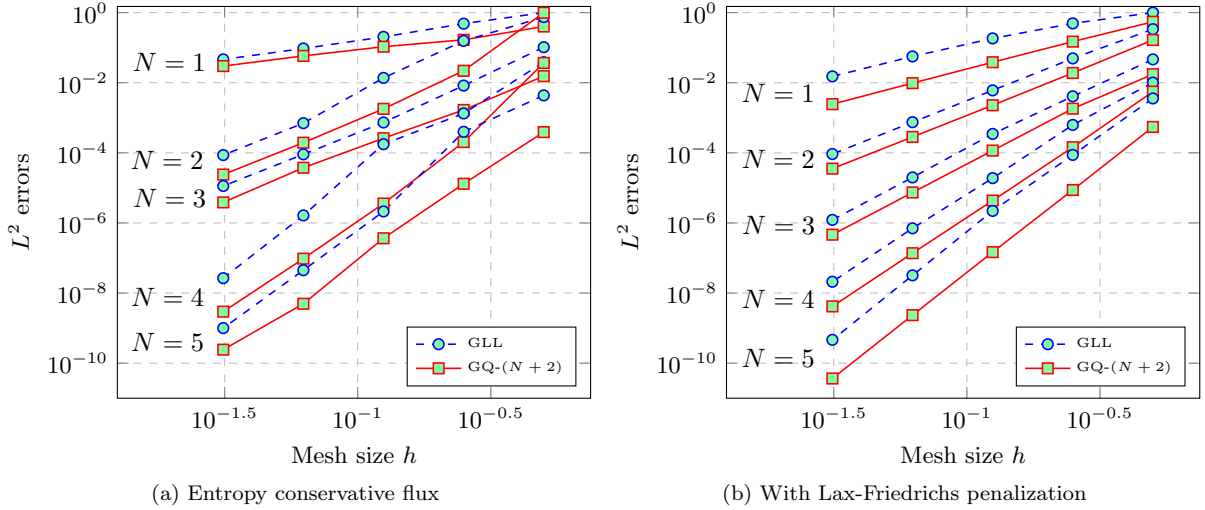 10^0
10^{-2}
10^{-4}
10^{-6}
10^{-8}
10^{-10}
L^2 errors
N = 1
N = 2
N = 3
N = 4
N = 5
GLL
GQ-(N + 2)
10^{-1.5}
10^{-1}
10^{-0.5}
Mesh size h
(a) Entropy conservative flux
10^0
10^{-2}
10^{-4}
10^{-6}
10^{-8}
10^{-10}
L^2 errors
N = 1
N = 2
N = 3
N = 4
N = 5
GLL
GQ-(N + 2)
10^{-1.5}
10^{-1}
10^{-0.5}
Mesh size h
(b) With Lax-Friedrichs penalization